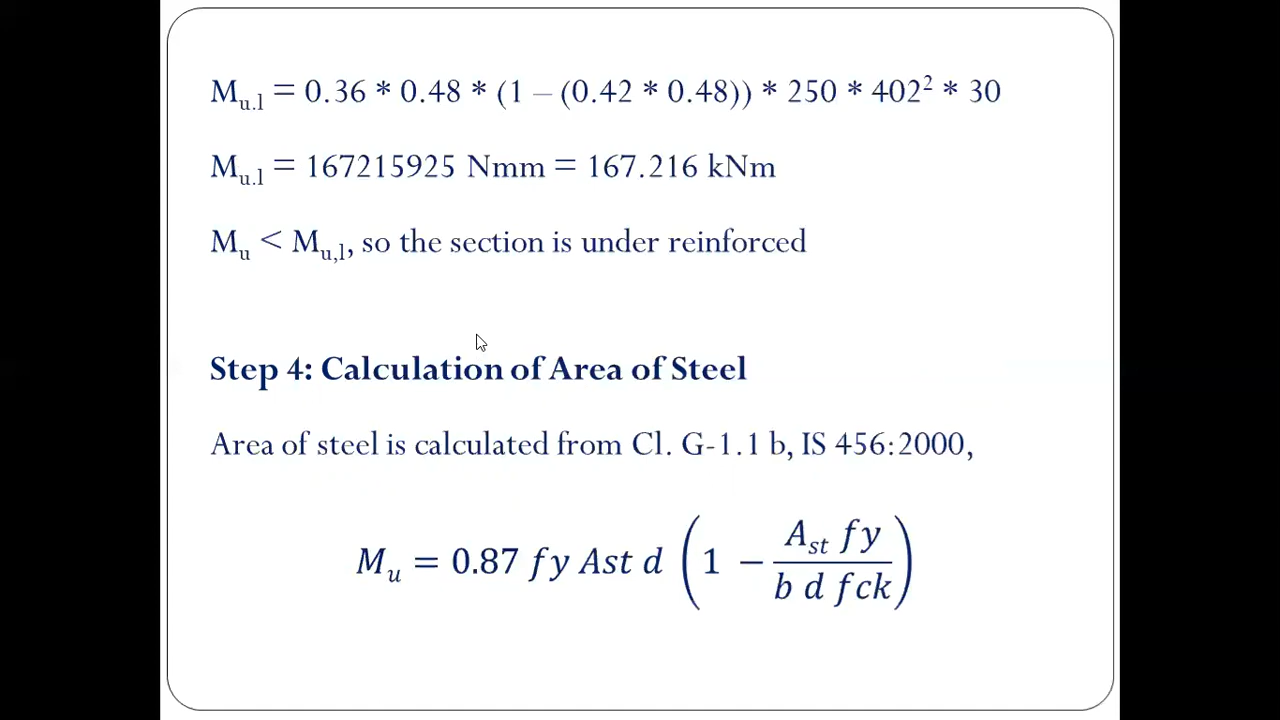 Mu.l = 0.36 * 0.48 * (1 – (0.42 * 0.48)) * 250 * 402² * 30
Mu.l = 167215925 Nmm = 167.216 kNm
Mu < Mu,l, so the section is under reinforced
Step 4: Calculation of Area of Steel
Area of steel is calculated from Cl. G-1.1 b, IS 456:2000,
Mu = 0.87 fy Ast d (1 − Ast fy / b d fck)